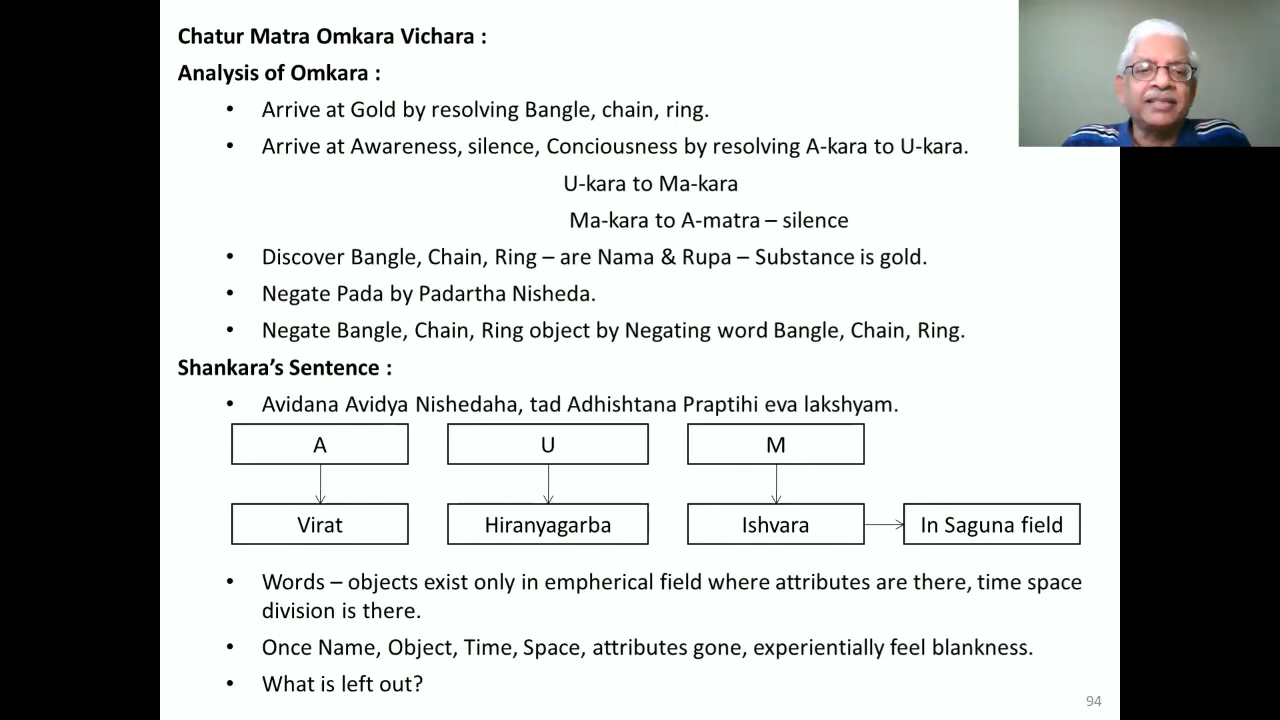 Chatur Matra Omkara Vichara :
Analysis of Omkara :
• Arrive at Gold by resolving Bangle, chain, ring.
• Arrive at Awareness, silence, Conciousness by resolving A-kara to U-kara.
U-kara to Ma-kara
Ma-kara to A-matra – silence
• Discover Bangle, Chain, Ring – are Nama & Rupa – Substance is gold.
• Negate Pada by Padartha Nisheda.
• Negate Bangle, Chain, Ring object by Negating word Bangle, Chain, Ring.
Shankara's Sentence :
• Avidana Avidya Nishedaha, tad Adhishtana Praptihi eva lakshyam.
A U M
Virat Hiranyagarba Ishvara In Saguna field
• Words – objects exist only in empherical field where attributes are there, time space
division is there.
• Once Name, Object, Time, Space, attributes gone, experientially feel blankness.
• What is left out?
94